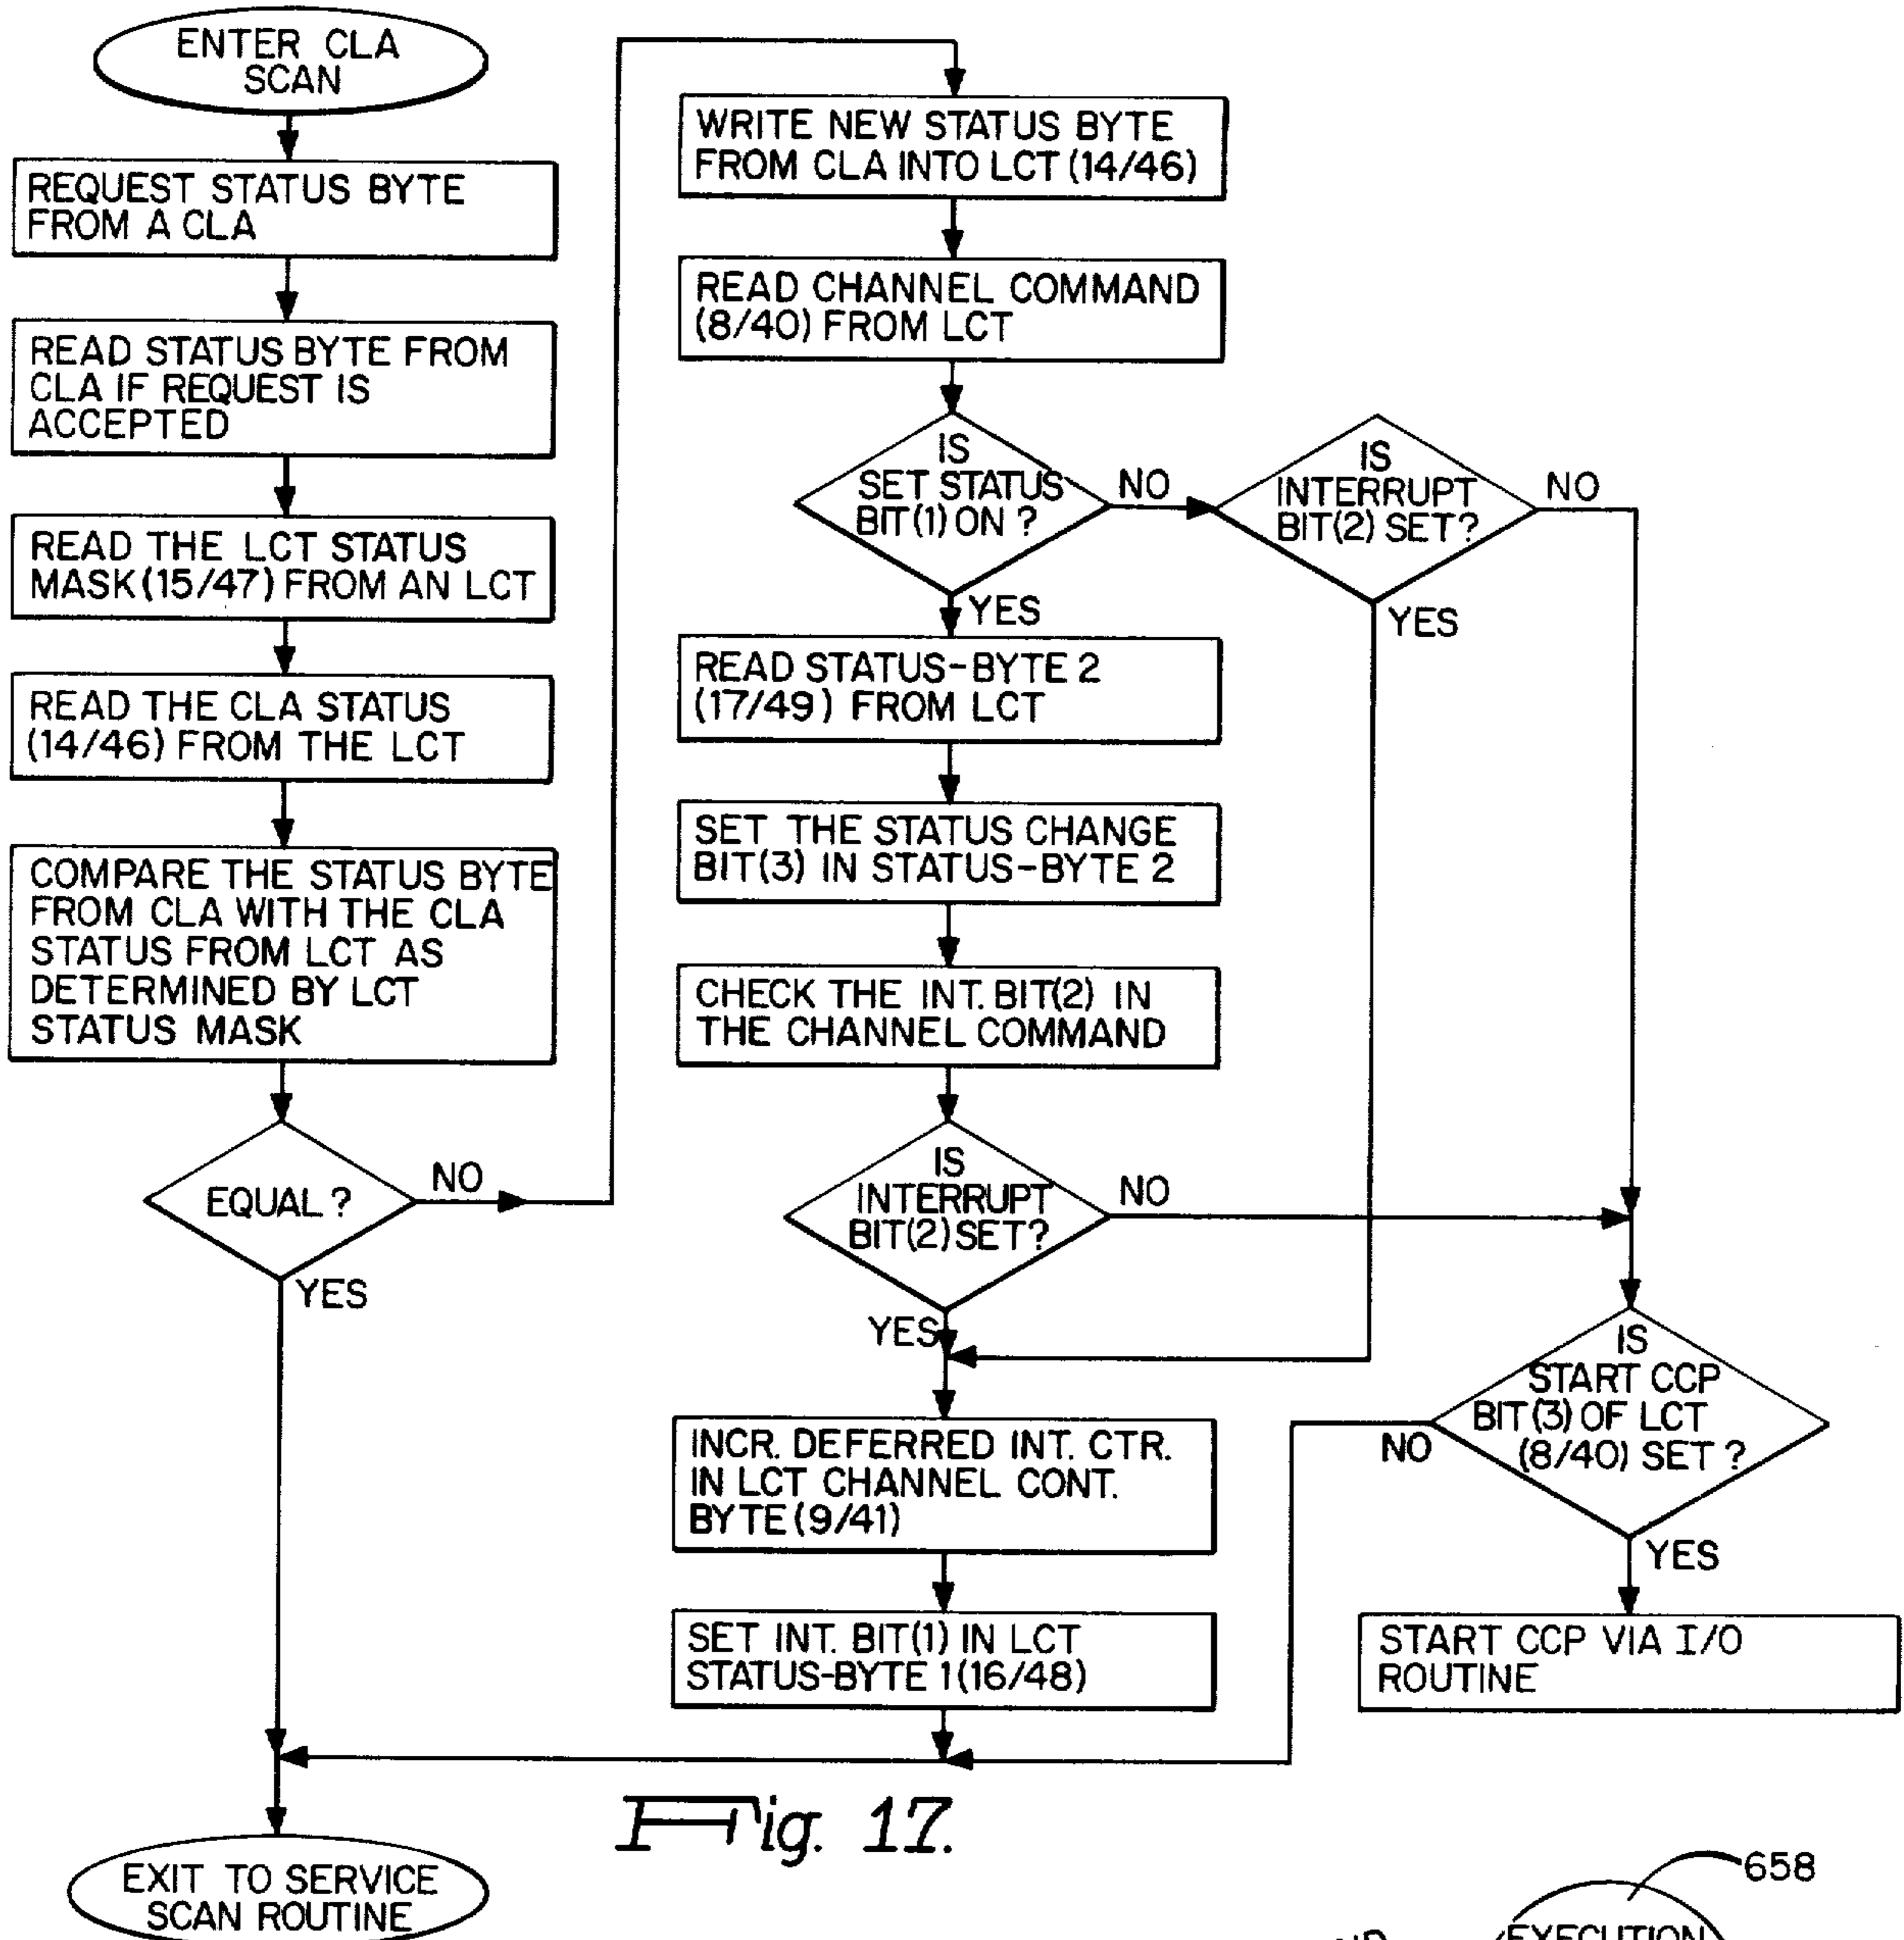 ENTER CLA
SCAN
REQUEST STATUS BYTE
FROM A CLA
READ STATUS BYTE FROM
CLA IF REQUEST IS
ACCEPTED
READ THE LCT STATUS
MASK(15/47) FROM AN LCT
READ THE CLA STATUS
(14/46) FROM THE LCT
COMPARE THE STATUS BYTE
FROM CLA WITH THE CLA
STATUS FROM LCT AS
DETERMINED BY LCT
STATUS MASK
EQUAL?
NO
YES
WRITE NEW STATUS BYTE
FROM CLA INTO LCT (14/46)
READ CHANNEL COMMAND
(8/40) FROM LCT
IS
SET STATUS
BIT(1) ON ?
NO
YES
IS
INTERRUPT
BIT(2) SET?
NO
YES
READ STATUS-BYTE 2
(17/49) FROM LCT
SET THE STATUS CHANGE
BIT(3) IN STATUS-BYTE 2
CHECK THE INT. BIT(2) IN
THE CHANNEL COMMAND
IS
INTERRUPT
BIT(2) SET?
NO
YES
INCR. DEFERRED INT. CTR.
IN LCT CHANNEL CONT.
BYTE (9/41)
SET INT. BIT(1) IN LCT
STATUS-BYTE 1(16/48)
IS
START CCP
BIT(3) OF LCT
(8/40) SET ?
NO
YES
START CCP VIA I/O
ROUTINE
EXIT TO SERVICE
SCAN ROUTINE
Fig. 17.
658
EXECUTION